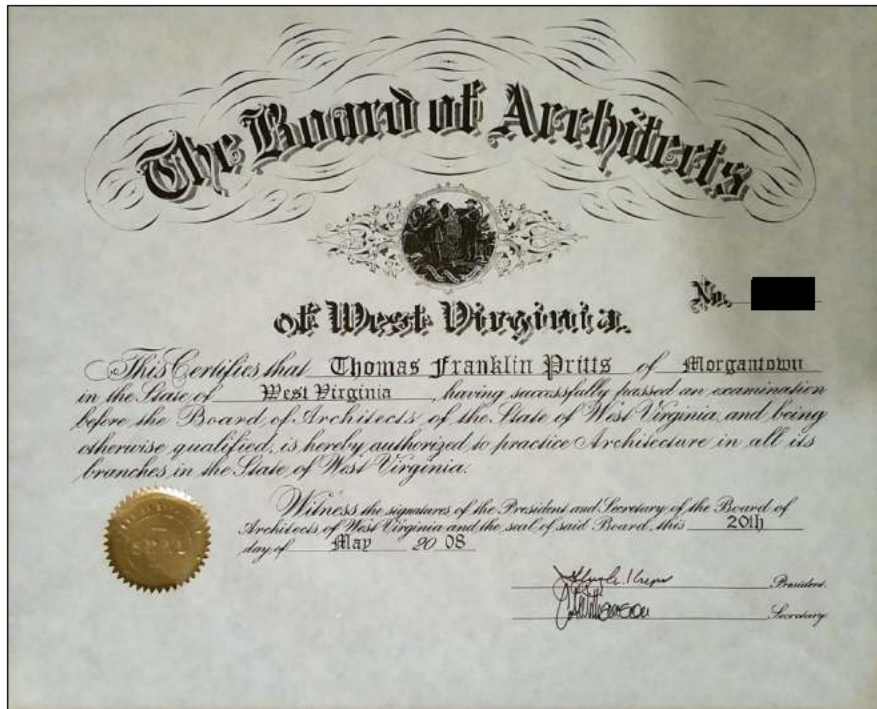 The Board of Architects
of West Virginia.
No.
This Certifies that Thomas Franklin Pritts of Morgantown
in the State of West Virginia, having successfully passed an examination
before the Board of Architects of the State of West Virginia and being
otherwise qualified, is hereby authorized to practice Architecture in all its
branches in the State of West Virginia.
Witness the signatures of the President and Secretary of the Board of
Architects of West Virginia and the seal of said Board, this 20th
day of May 2008
President.
Secretary.